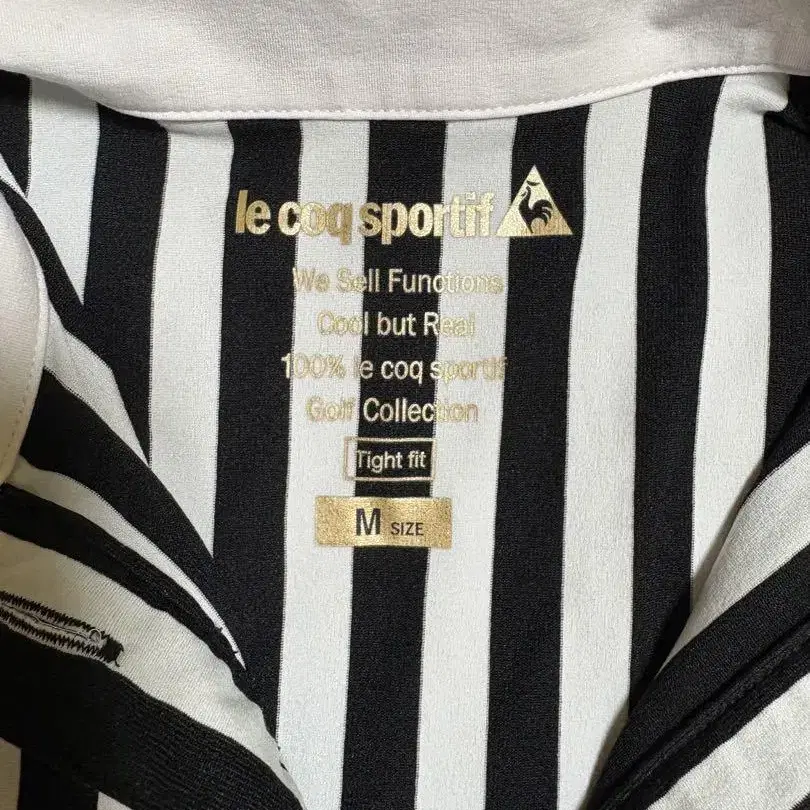 le coq sportif
We Sell Functions
Cool but Real
100% le coq sportif
Golf Collection
Tight fit
M SIZE